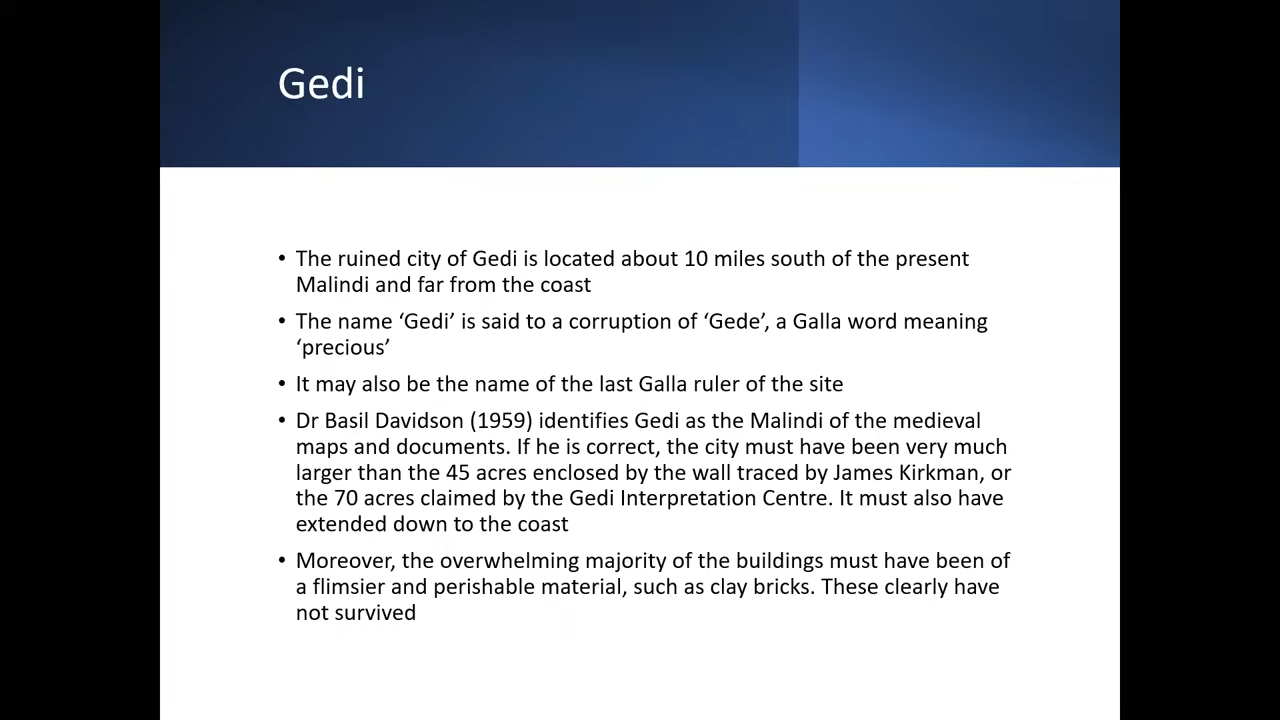 Gedi
• The ruined city of Gedi is located about 10 miles south of the present
Malindi and far from the coast
• The name ‘Gedi’ is said to a corruption of ‘Gede’, a Galla word meaning
‘precious’
• It may also be the name of the last Galla ruler of the site
• Dr Basil Davidson (1959) identifies Gedi as the Malindi of the medieval
maps and documents. If he is correct, the city must have been very much
larger than the 45 acres enclosed by the wall traced by James Kirkman, or
the 70 acres claimed by the Gedi Interpretation Centre. It must also have
extended down to the coast
• Moreover, the overwhelming majority of the buildings must have been of
a flimsier and perishable material, such as clay bricks. These clearly have
not survived